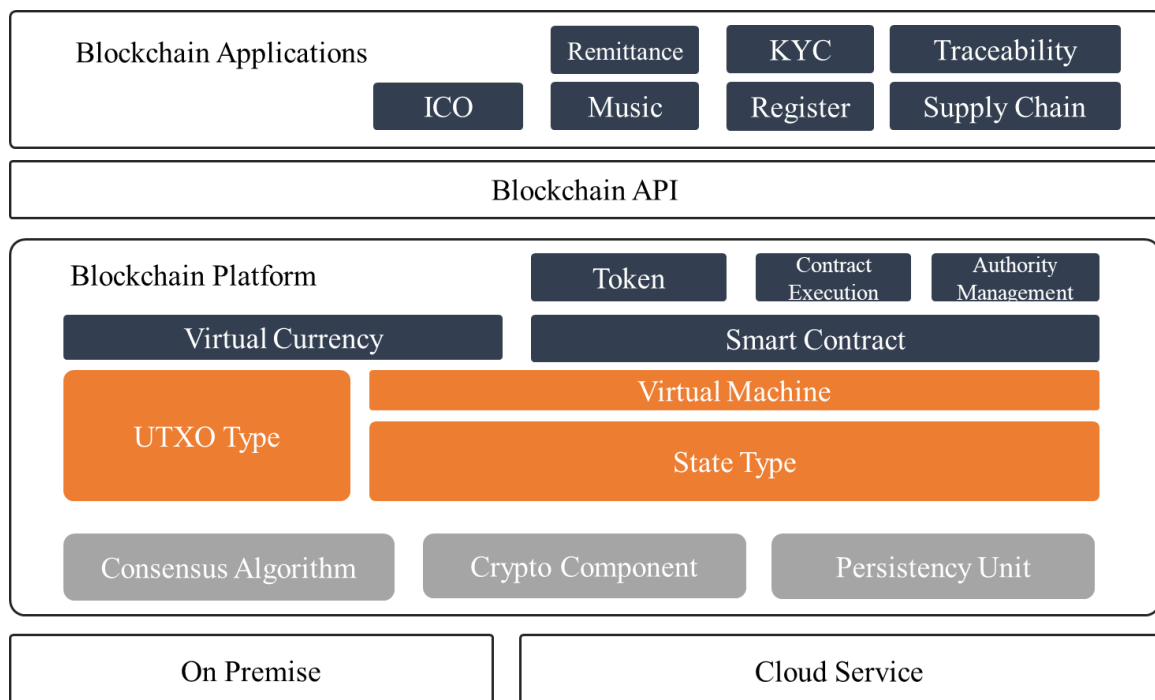 Blockchain Applications
Remittance
KYC
Traceability
ICO
Music
Register
Supply Chain
Blockchain API
Blockchain Platform
Token
Contract
Execution
Authority
Management
Virtual Currency
Smart Contract
UTXO Type
Virtual Machine
State Type
Consensus Algorithm
Crypto Component
Persistency Unit
On Premise
Cloud Service